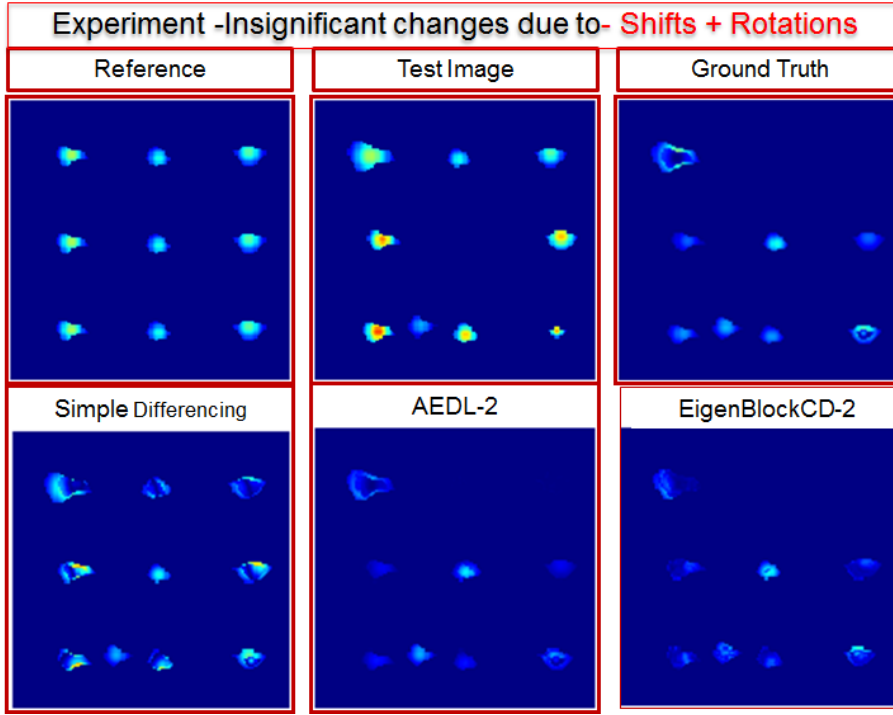 Experiment -Insignificant changes due to- Shifts + Rotations
Reference
Test Image
Ground Truth
Simple Differencing
AEDL-2
EigenBlockCD-2